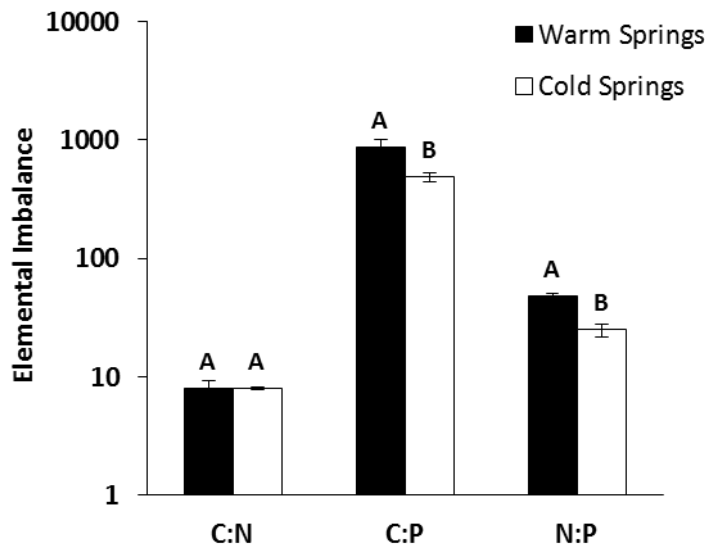 10000
Warm Springs
Cold Springs
A
1000
B
Elemental Imbalance
100
A
B
A A
10
1
C:N C:P N:P